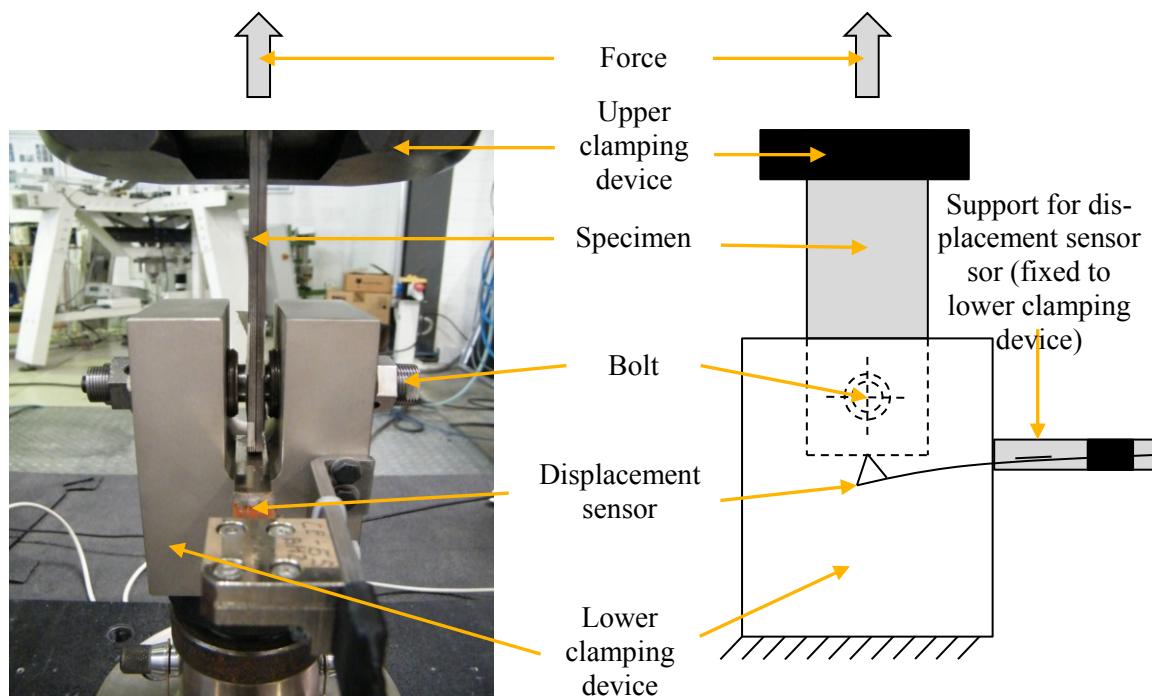 Force
Upper
clamping
device
Specimen
Support for dis-
placement sensor
sor (fixed to
lower clamping
device)
Bolt
Displacement
sensor
Lower
clamping
device